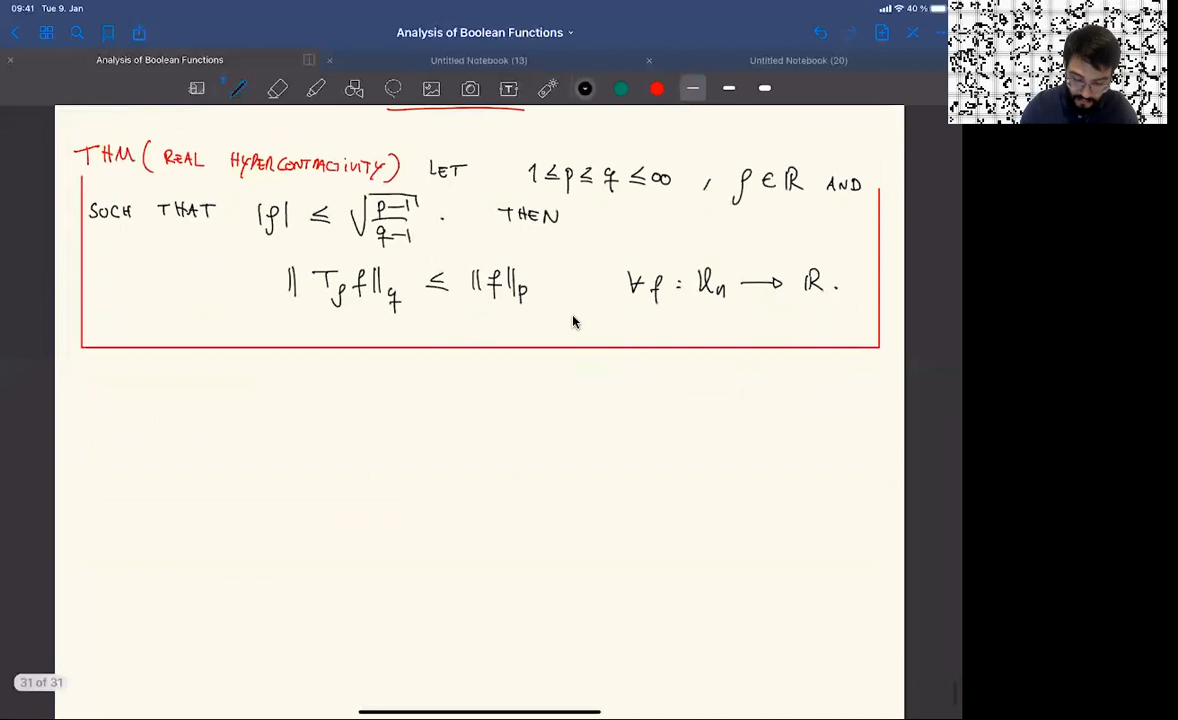 09:41 Tue 9. Jan
40 %
Analysis of Boolean Functions
Analysis of Boolean Functions
Untitled Notebook (13)
Untitled Notebook (20)
THM (REAL HYPERCONTRACTIVITY) LET 1 ≤ p ≤ q ≤ ∞ , ρ ∈ ℝ AND
SUCH THAT |ρ| ≤ √(p-1/q-1) . THEN
‖T_ρ f‖_q ≤ ‖f‖_p ∀ f : H_n → ℝ.
31 of 31